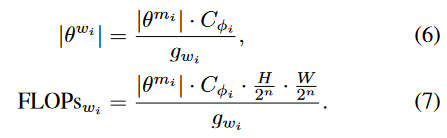 |θ^{w_i}| = \frac{|θ^{m_i}| · C_{ϕ_i}}{g_{w_i}}, (6)
FLOPs_{w_i} = \frac{|θ^{m_i}| · C_{ϕ_i} · \frac{H}{2^n} · \frac{W}{2^n}}{g_{w_i}}. (7)